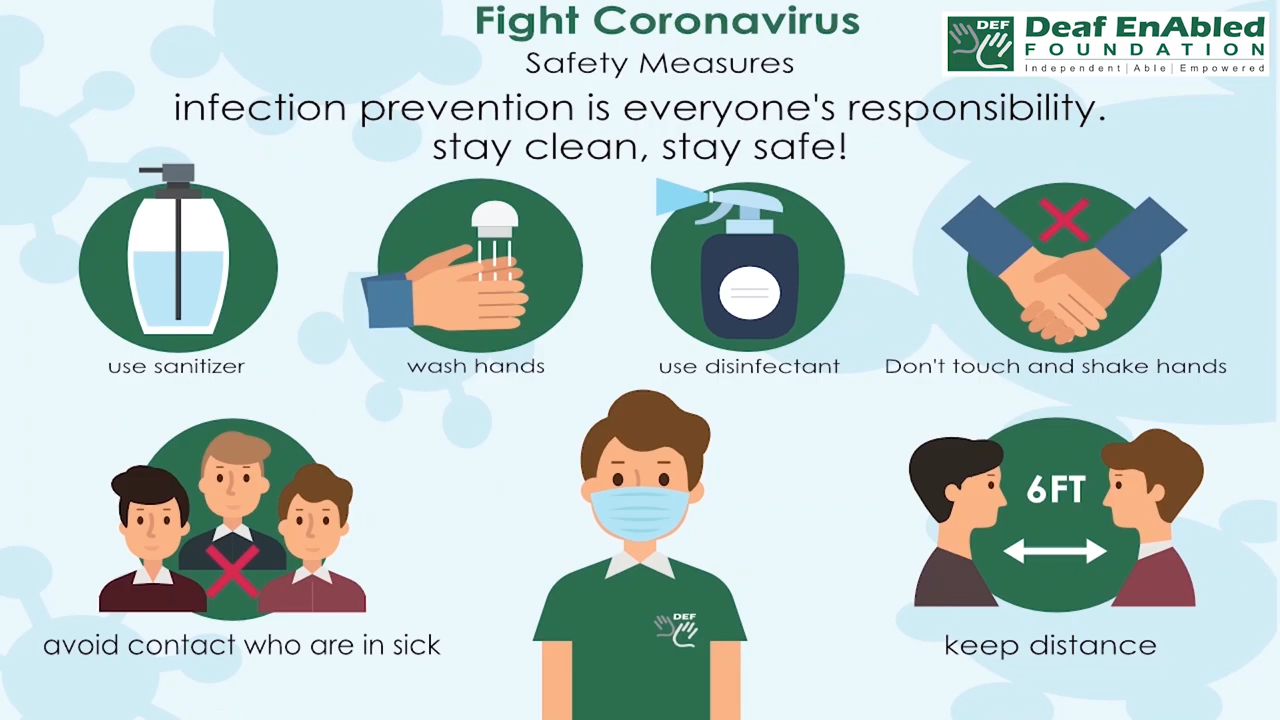 Fight Coronavirus
Safety Measures
DEF
Deaf EnAbled
FOUNDATION
Independent | Able | Empowered
infection prevention is everyone's responsibility.
stay clean, stay safe!
use sanitizer
wash hands
use disinfectant
Don't touch and shake hands
6FT
DEF
avoid contact who are in sick
keep distance